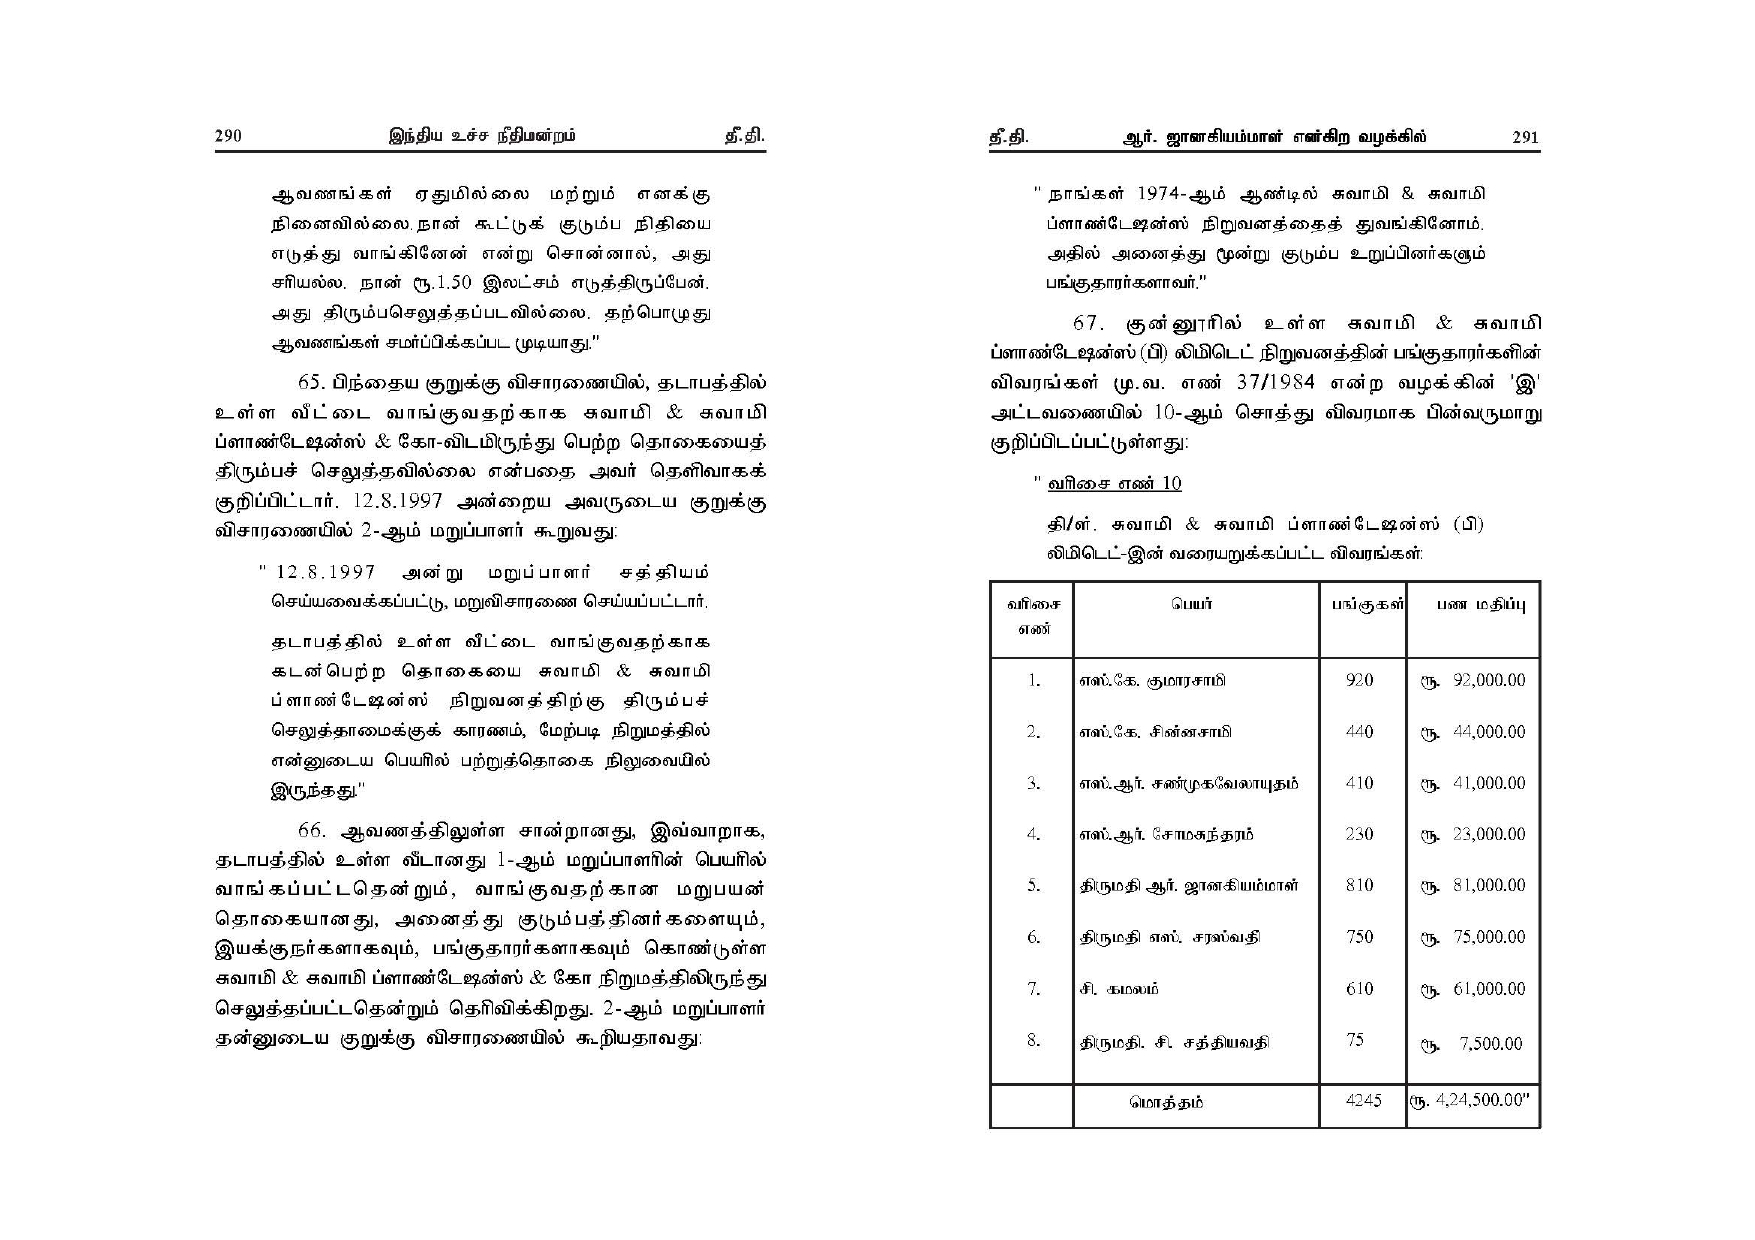 290 இந்திய உச்ச நீதிமன்றம் தீ.தி.
ஆவணங்கள் ஏதுமில்லை மற்றும் எனக்கு
நினைவில்லை.நான் கூட்டுக் குடும்ப நிதியை
எடுத்து வாங்கினேன் என்று சொன்னால், அது
சரியல்ல. நான் ரூ.1.50 இலட்சம் எடுத்திருப்பேன்.
அது திரும்பசெலுத்தப்படவில்லை. தற்பொழுது
ஆவணங்கள் சமர்ப்பிக்கப்பட முடியாது."
65. பிந்தைய குறுக்கு விசாரணையில், தடாபத்தில்
உள்ள வீட்டை வாங்குவதற்காக சுவாமி & சுவாமி
ப்ளாண்டேஷன்ஸ் & கோ-விடமிருந்து பெற்ற தொகையைத்
திரும்பச் செலுத்தவில்லை என்பதை அவர் தெளிவாகக்
குறிப்பிட்டார். 12.8.1997 அன்றைய அவருடைய குறுக்கு
விசாரணையில் 2-ஆம் மறுப்பாளர் கூறுவது:
" 12.8.1997 அன்று மறுப்பாளர் சத்தியம்
செய்யவைக்கப்பட்டு, மறுவிசாரணை செய்யப்பட்டார்.
தடாபத்தில் உள்ள வீட்டை வாங்குவதற்காக
கடன்பெற்ற தொகையை சுவாமி & சுவாமி
ப்ளாண்டேஷன்ஸ் நிறுவனத்திற்கு திரும்பச்
செலுத்தாமைக்குக் காரணம், மேற்படி நிறுமத்தில்
என்னுடைய பெயரில் பற்றுத்தொகை நிலுவையில்
இருந்தது."
66. ஆவணத்திலுள்ள சான்றானது, இவ்வாறாக,
தடாபத்தில் உள்ள வீடானது 1-ஆம் மறுப்பாளரின் பெயரில்
வாங்கப்பட்டதென்றும், வாங்குவதற்கான மறுபயன்
தொகையானது, அனைத்து குடும்பத்தினர்களையும்,
இயக்குநர்களாகவும், பங்குதாரர்களாகவும் கொண்டுள்ள
சுவாமி & சுவாமி ப்ளாண்டேஷன்ஸ் & கோ நிறுமத்திலிருந்து
செலுத்தப்பட்டதென்றும் தெரிவிக்கிறது. 2-ஆம் மறுப்பாளர்
தன்னுடைய குறுக்கு விசாரணையில் கூறியதாவது:
தீ.தி. ஆர். ஜானகியம்மாள் எனக்கிற வழக்கில் 291
" நாங்கள் 1974-ஆம் ஆண்டில் சுவாமி & சுவாமி
ப்ளாண்டேஷன்ஸ் நிறுவனத்தைத் துவங்கினோம்.
அதில் அனைத்து மூன்று குடும்ப உறுப்பினர்களும்
பங்குதாரர்களாவர்."
67. குன்னூரில் உள்ள சுவாமி & சுவாமி
ப்ளாண்டேஷன்ஸ் (பி) லிமிடெட் நிறுவனத்தின் பங்குதாரர்களின்
விவரங்கள் மு.வ. எண் 37/1984 என்ற வழக்கின் 'இ'
அட்டவணையில் 10-ஆம் சொத்து விவரமாக பின்வருமாறு
குறிப்பிடப்பட்டுள்ளது:
" வரிசை எண் 10
தி/ள். சுவாமி & சுவாமி ப்ளாண்டேஷன்ஸ் (பி)
லிமிடெட்-இன் வரையறுக்கப்பட்ட விவரங்கள்:
வரிசை எண் பெயர் பங்குகள் பண மதிப்பு
1. எஸ்.கே. குமாரசாமி 920 ரூ. 92,000.00
2. எஸ்.கே. சின்னசாமி 440 ரூ. 44,000.00
3. எஸ்.ஆர். சண்முகவேலாயுதம் 410 ரூ. 41,000.00
4. எஸ்.ஆர். சோமசுந்தரம் 230 ரூ. 23,000.00
5. திருமதி ஆர். ஜானகியம்மாள் 810 ரூ. 81,000.00
6. திருமதி எஸ். சரஸ்வதி 750 ரூ. 75,000.00
7. சி. கமலம் 610 ரூ. 61,000.00
8. திருமதி. சி. சத்தியவதி 75 ரூ. 7,500.00
மொத்தம் 4245 ரூ. 4,24,500.00"